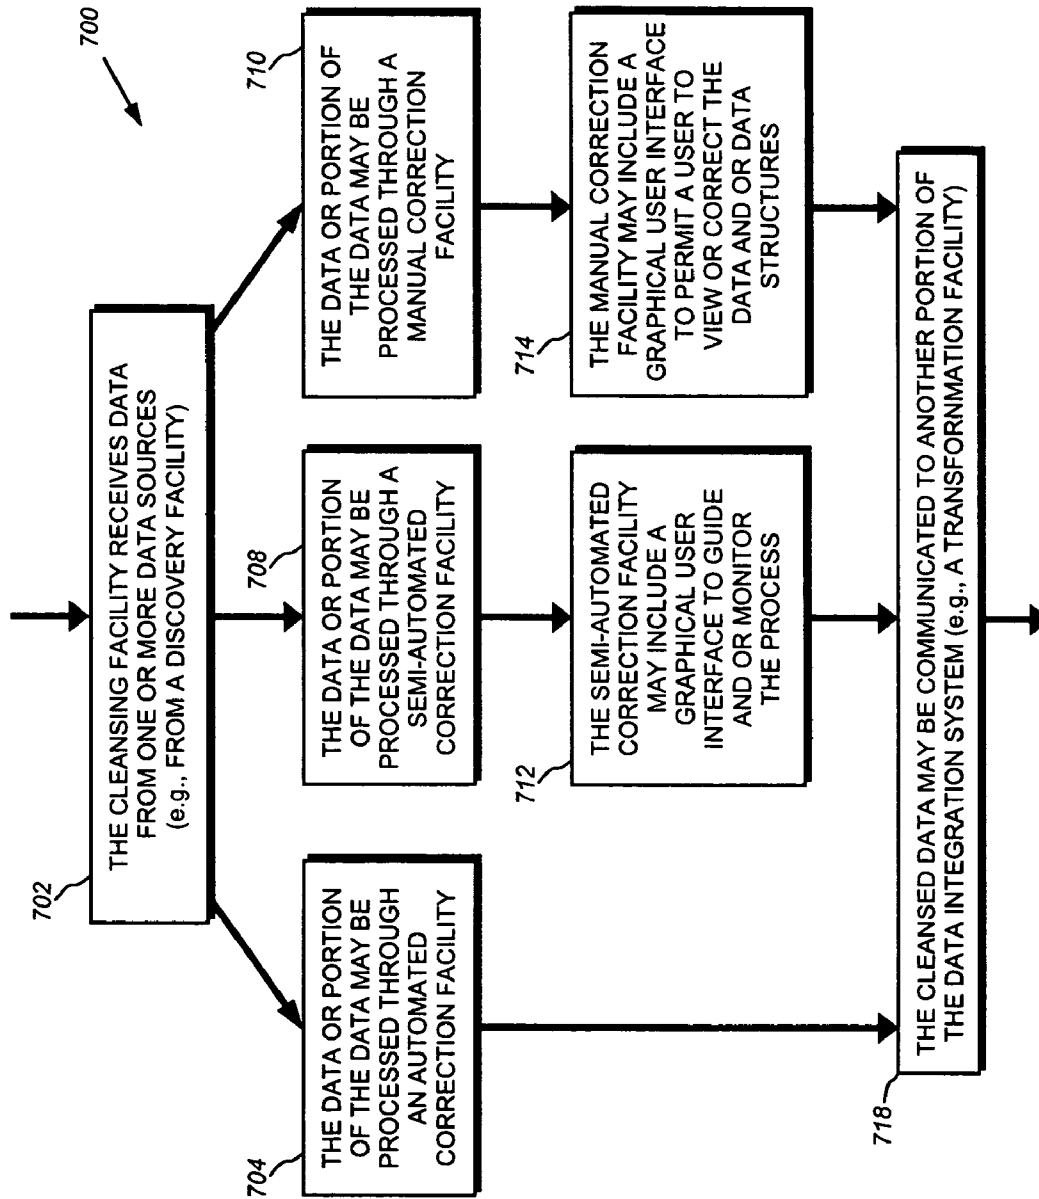 700
702
THE CLEANSING FACILITY RECEIVES DATA
FROM ONE OR MORE DATA SOURCES
(e.g., FROM A DISCOVERY FACILITY)
704
THE DATA OR PORTION
OF THE DATA MAY BE
PROCESSED THROUGH
AN AUTOMATED
CORRECTION FACILITY
708
THE DATA OR PORTION
OF THE DATA MAY BE
PROCESSED THROUGH A
SEMI-AUTOMATED
CORRECTION FACILITY
710
THE DATA OR PORTION OF
THE DATA MAY BE
PROCESSED THROUGH A
MANUAL CORRECTION
FACILITY
712
THE SEMI-AUTOMATED
CORRECTION FACILITY
MAY INCLUDE A
GRAPHICAL USER
INTERFACE TO GUIDE
AND OR MONITOR
THE PROCESS
714
THE MANUAL CORRECTION
FACILITY MAY INCLUDE A
GRAPHICAL USER INTERFACE
TO PERMIT A USER TO
VIEW OR CORRECT THE
DATA AND OR DATA
STRUCTURES
718
THE CLEANSED DATA MAY BE COMMUNICATED TO ANOTHER PORTION OF
THE DATA INTEGRATION SYSTEM (e.g., A TRANSFORNMATION FACILITY)